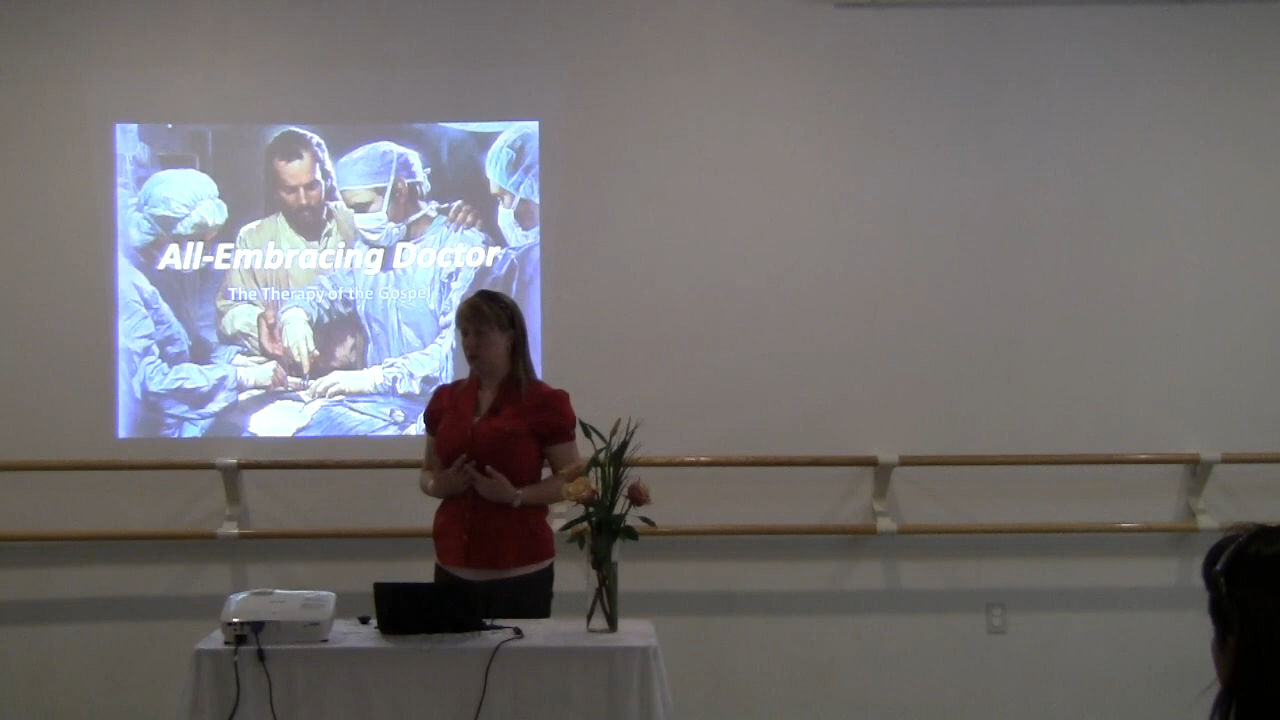 All-Embracing Doctor
The Therapy of the Gospel